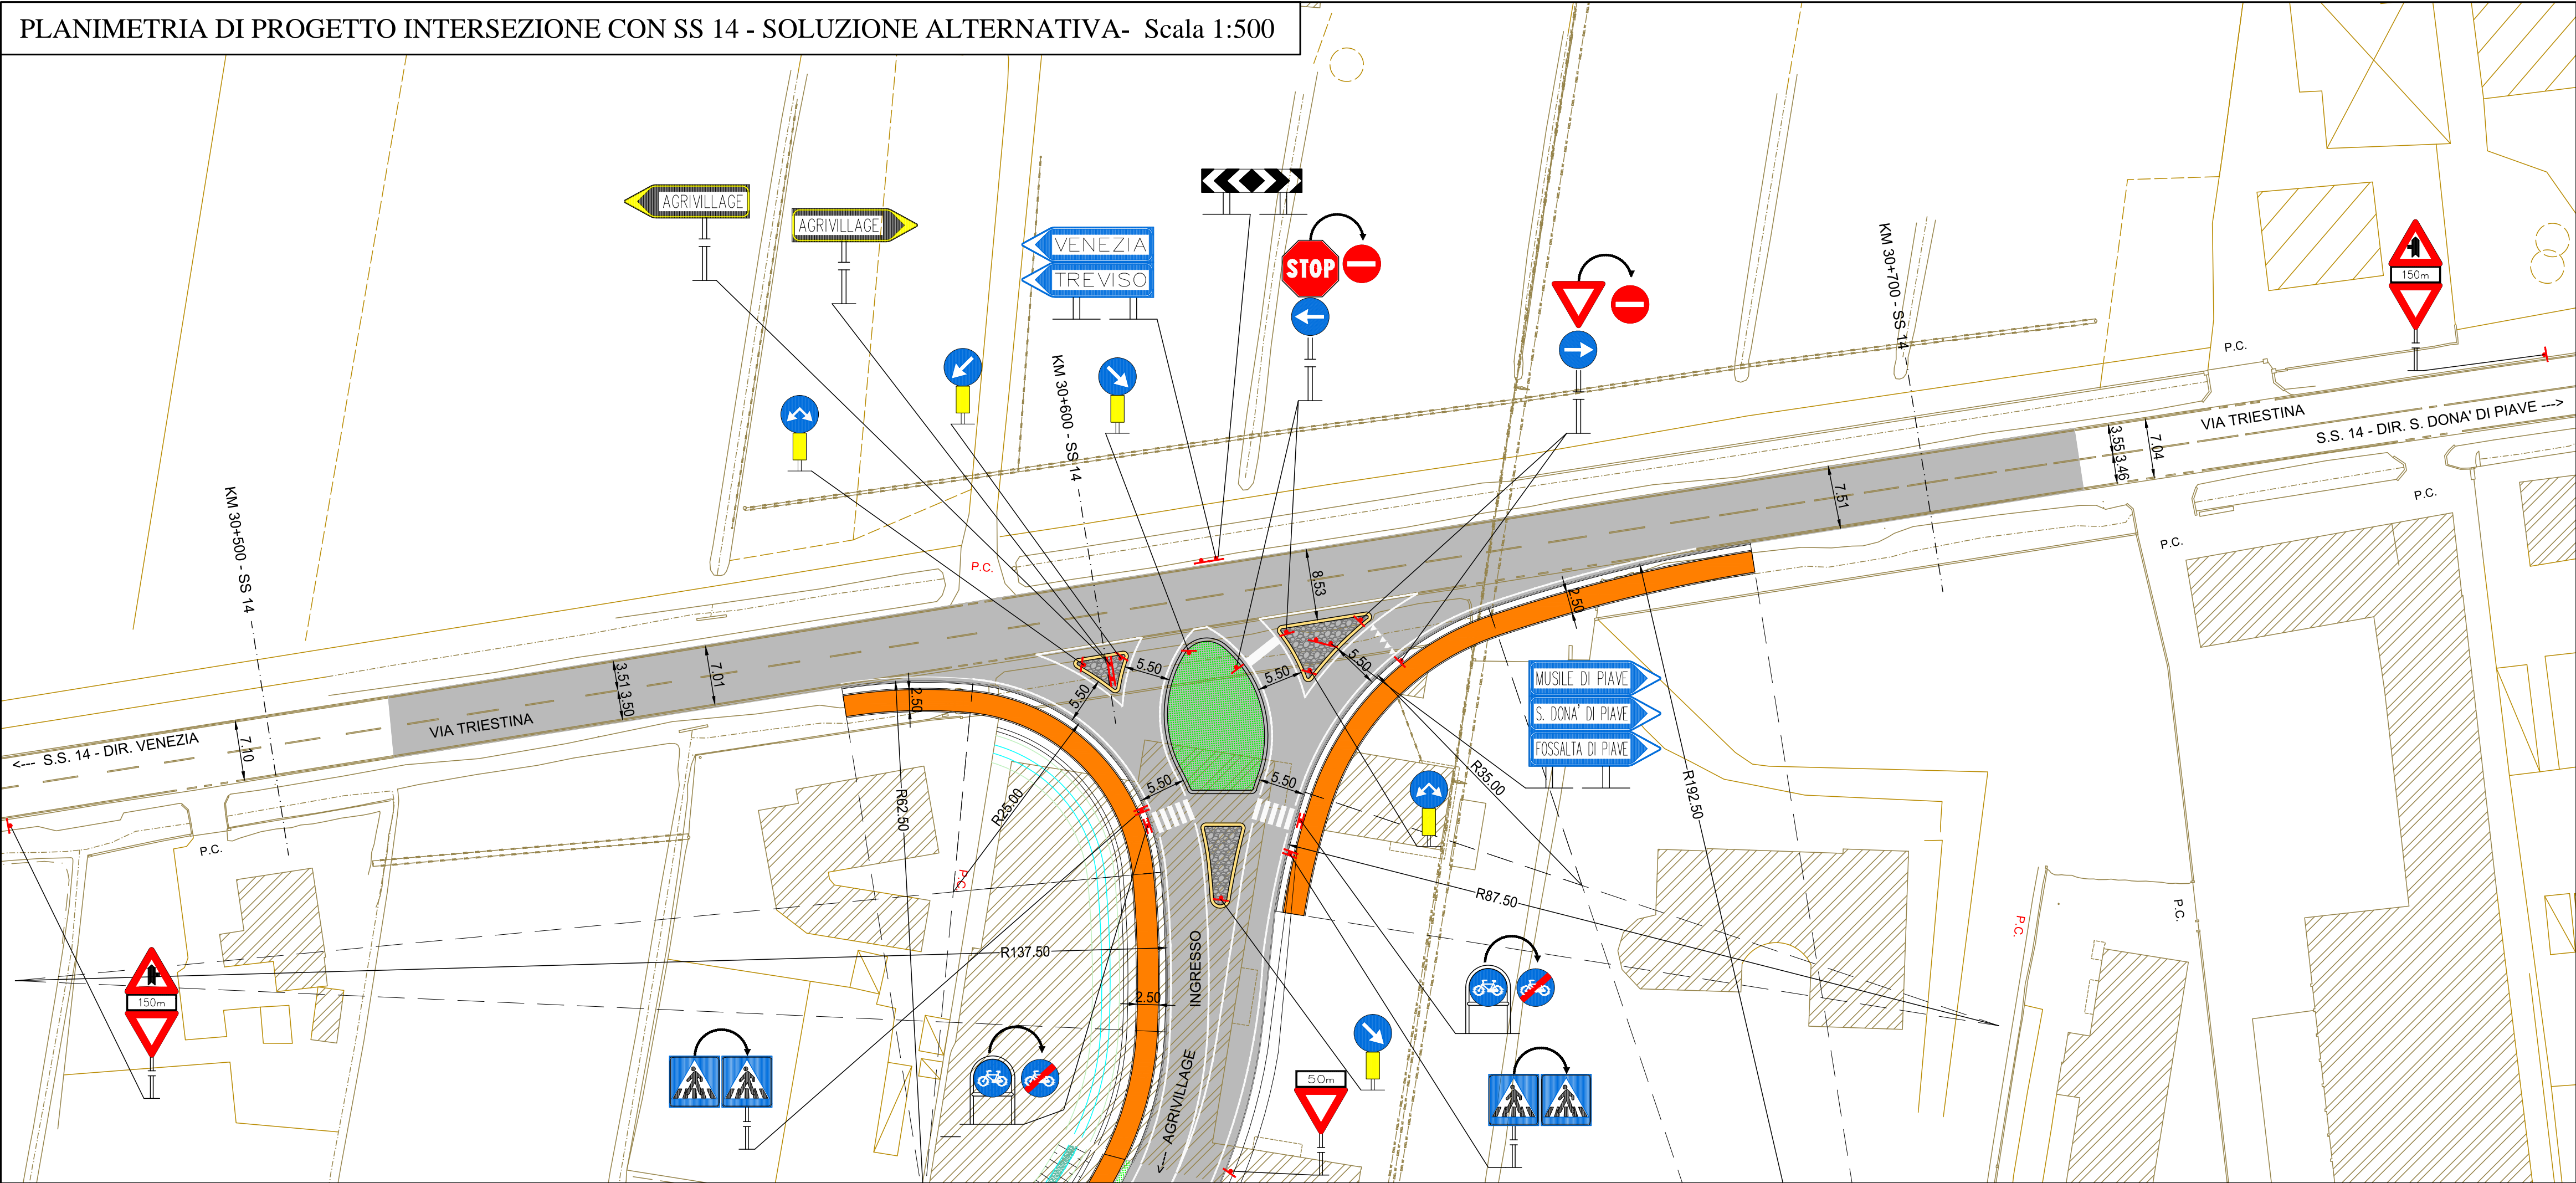 PLANIMETRIA DI PROGETTO INTERSEZIONE CON SS 14 - SOLUZIONE ALTERNATIVA- Scala 1:500
AGRIVILLAGE
AGRIVILLAGE
VENEZIA
TREVISO
STOP
KM 30+500 - SS 14
KM 30+600 - SS 14
KM 30+700 - SS 14
150m
P.C.
VIA TRIESTINA
S.S. 14 - DIR. S. DONA' DI PIAVE --->
3.55
3.46
7.04
7.51
P.C.
P.C.
P.C.
8.53
2.50
5.50
5.50
5.50
5.50
3.51
3.50
7.01
2.50
VIA TRIESTINA
<--- S.S. 14 - DIR. VENEZIA
7.10
MUSILE DI PIAVE
S. DONA' DI PIAVE
FOSSALTA DI PIAVE
5.50
5.50
R62.50
R25.00
R35.00
R192.50
P.C.
P.C.
R87.50
P.C.
P.C.
R137.50
INGRESSO
2.50
150m
<--- AGRIVILLAGE
50m